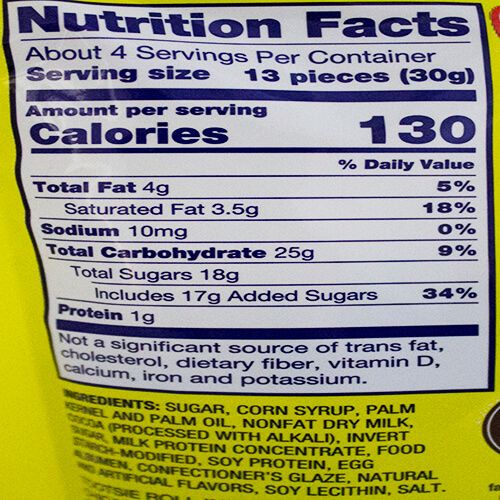 Nutrition Facts
About 4 Servings Per Container
Serving size 13 pieces (30g)
Amount per serving
Calories 130
% Daily Value
Total Fat 4g 5%
Saturated Fat 3.5g 18%
Sodium 10mg 0%
Total Carbohydrate 25g 9%
Total Sugars 18g
Includes 17g Added Sugars 34%
Protein 1g
Not a significant source of trans fat,
cholesterol, dietary fiber, vitamin D,
calcium, iron and potassium.
INGREDIENTS: SUGAR, CORN SYRUP, PALM
KERNEL AND PALM OIL, NONFAT DRY MILK,
COCOA (PROCESSED WITH ALKALI), INVERT
SUGAR, MILK PROTEIN CONCENTRATE, FOOD
STARCH-MODIFIED, SOY PROTEIN, EGG
ALBUMEN, CONFECTIONER'S GLAZE, NATURAL
AND ARTIFICIAL FLAVORS, SOY LECITHIN, SALT.
TOOTSIE ROLL